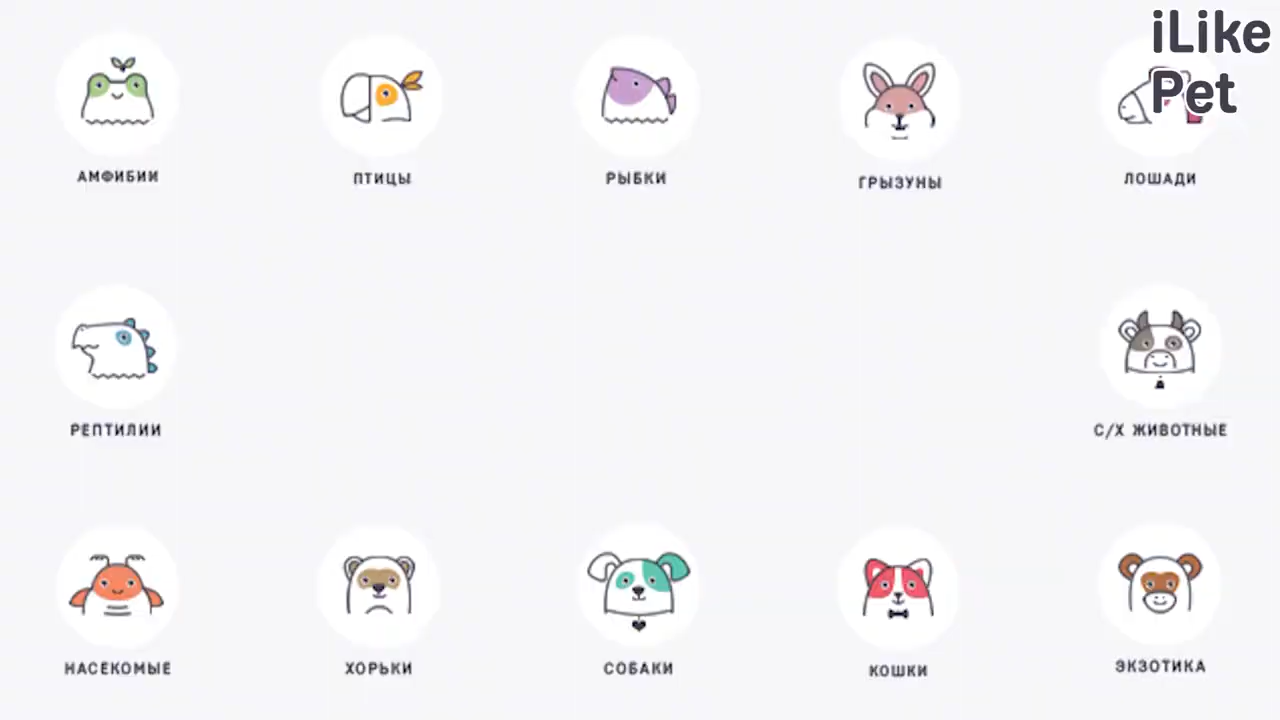 iLike
Pet
АМФИБИИ
ПТИЦЫ
РЫБКИ
ГРЫЗУНЫ
ЛОШАДИ
РЕПТИЛИИ
С/Х ЖИВОТНЫЕ
НАСЕКОМЫЕ
ХОРЬКИ
СОБАКИ
КОШКИ
ЭКЗОТИКА